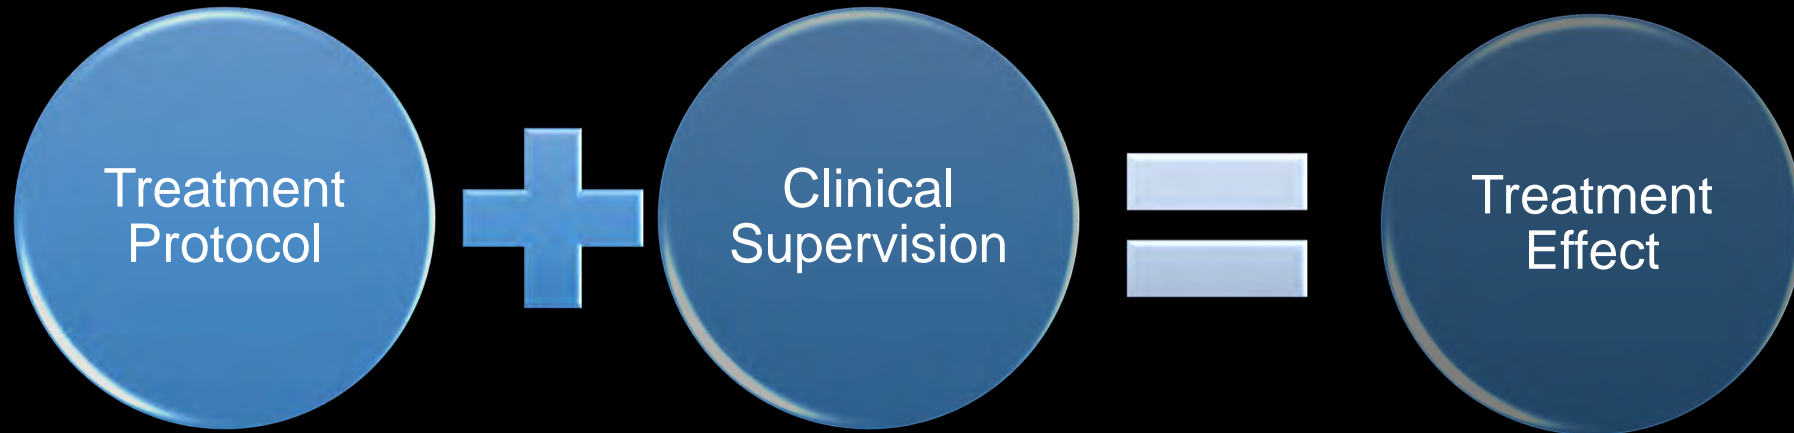 Treatment
Protocol
Clinical
Supervision
Treatment
Effect